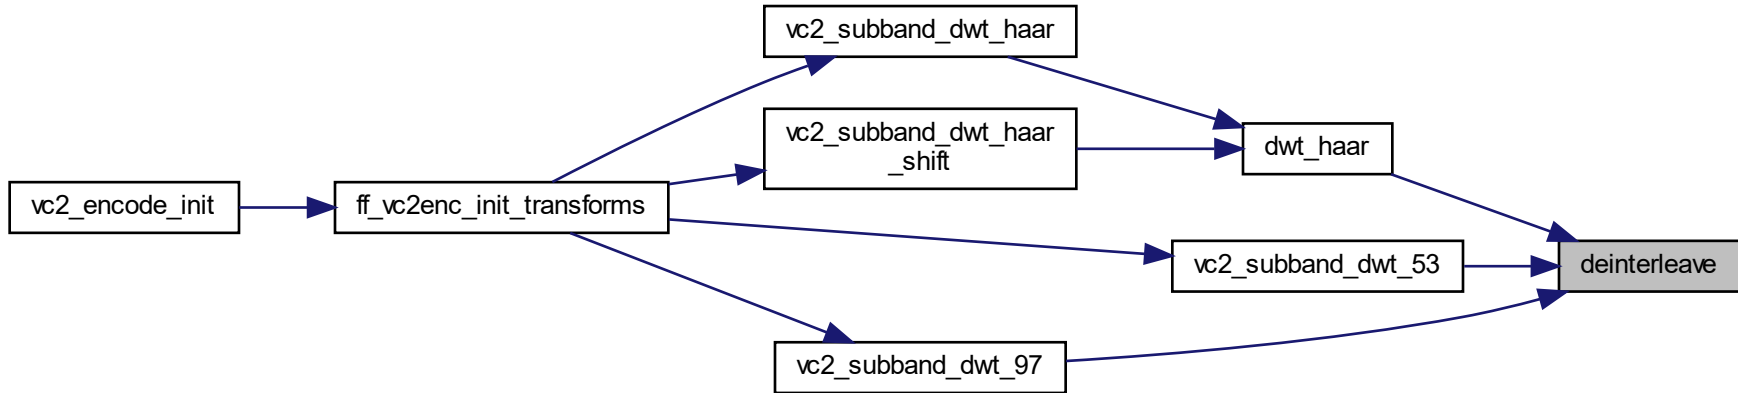 vc2_subband_dwt_haar
vc2_subband_dwt_haar
_shift
dwt_haar
vc2_encode_init
ff_vc2enc_init_transforms
vc2_subband_dwt_53
deinterleave
vc2_subband_dwt_97